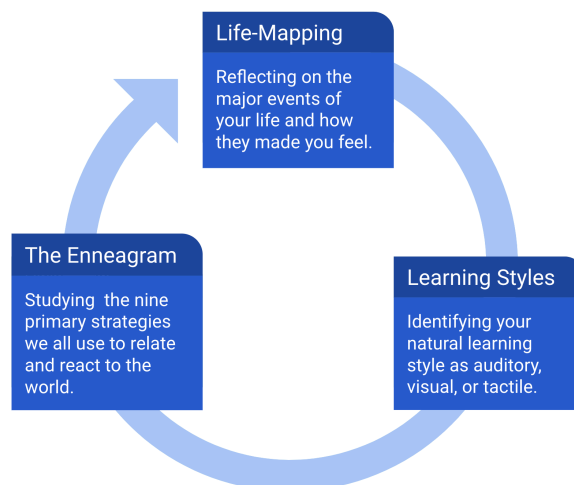 Life-Mapping
Reflecting on the
major events of
your life and how
they made you feel.
The Enneagram
Studying  the nine
primary strategies
we all use to relate
and react to the
world.
Learning Styles
Identifying your
natural learning
style as auditory,
visual, or tactile.